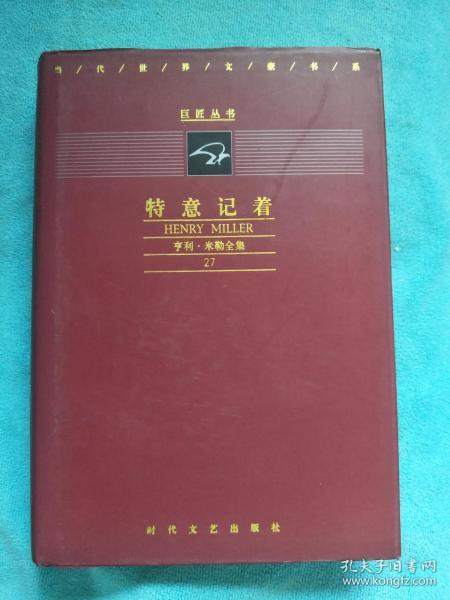 当/代/世/界/文/豪/书/系
巨匠丛书
特意记着
HENRY MILLER
亨利·米勒全集
27
时代文艺出版社
孔夫子旧书网
www.kongfz.com